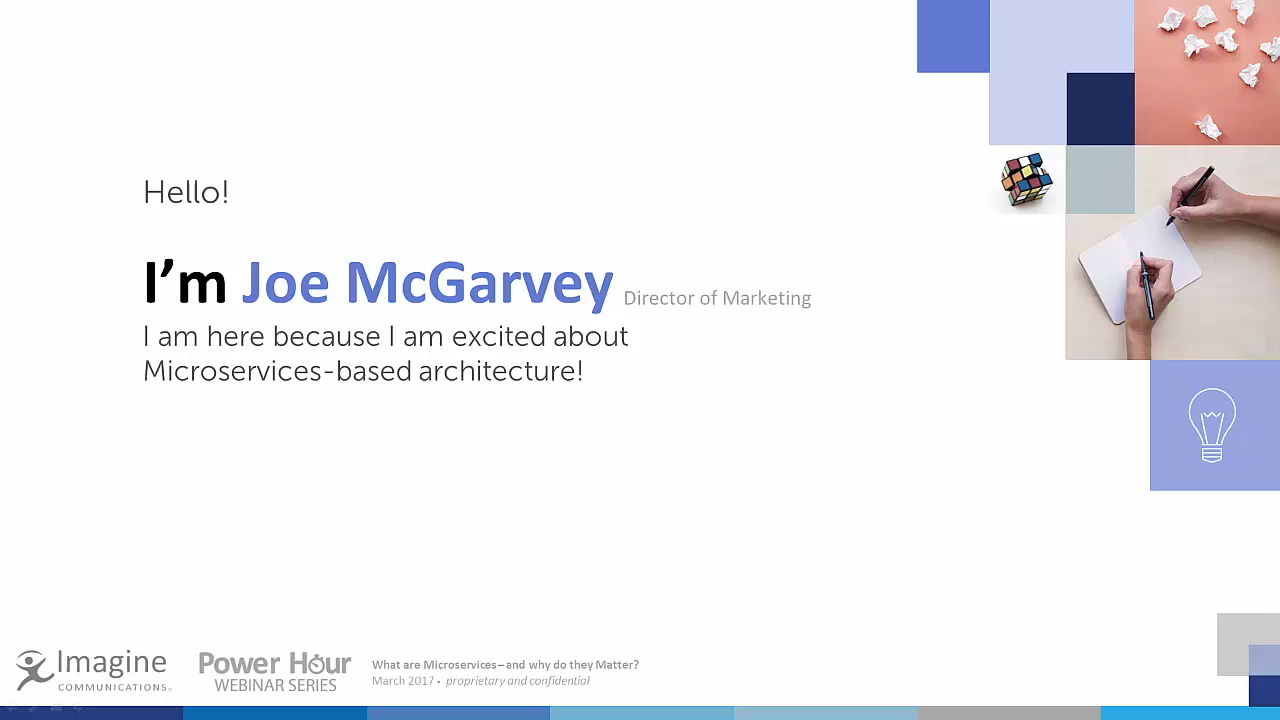 Hello!
I'm Joe McGarvey Director of Marketing
I am here because I am excited about
Microservices-based architecture!
Imagine
COMMUNICATIONS
Power Hour
WEBINAR SERIES
What are Microservices–and why do they Matter?
March 2017 • proprietary and confidential